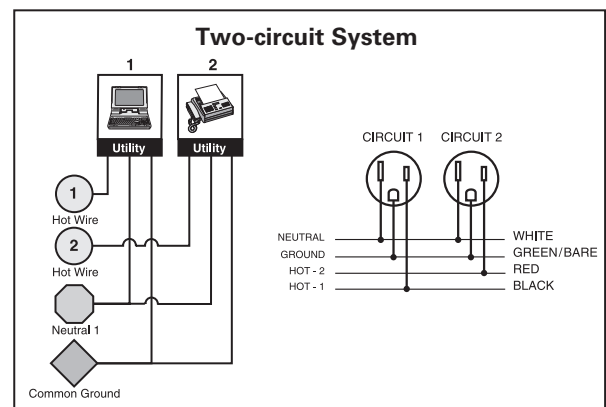 Two-circuit System
1 2
Utility Utility
1
Hot Wire
2
Hot Wire
Neutral 1
Common Ground
CIRCUIT 1 CIRCUIT 2
NEUTRAL WHITE
GROUND GREEN/BARE
HOT - 2 RED
HOT - 1 BLACK